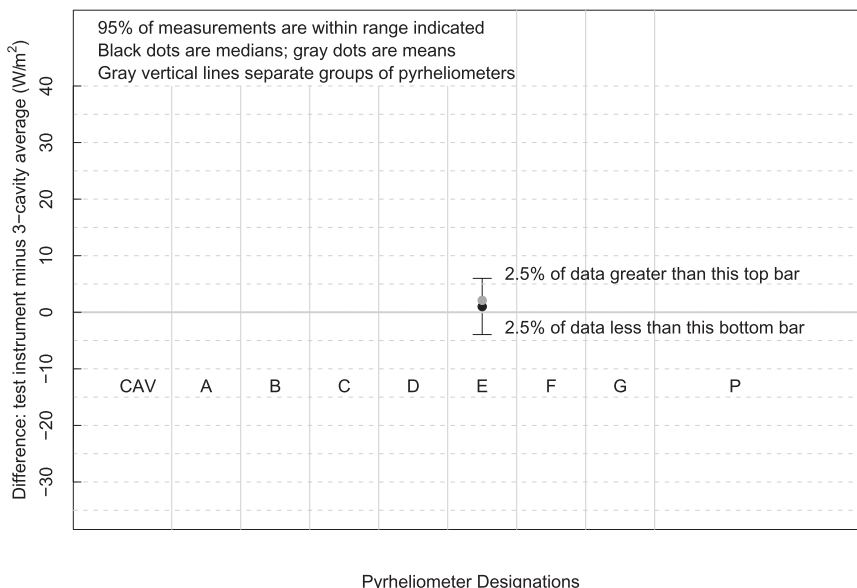 95% of measurements are within range indicated
Black dots are medians; gray dots are means
Gray vertical lines separate groups of pyrheliometers
Difference: test instrument minus 3−cavity average (W/m²)
40
30
20
10
0
−10
−20
−30
2.5% of data greater than this top bar
2.5% of data less than this bottom bar
CAV A B C D E F G P
Pyrheliometer Designations